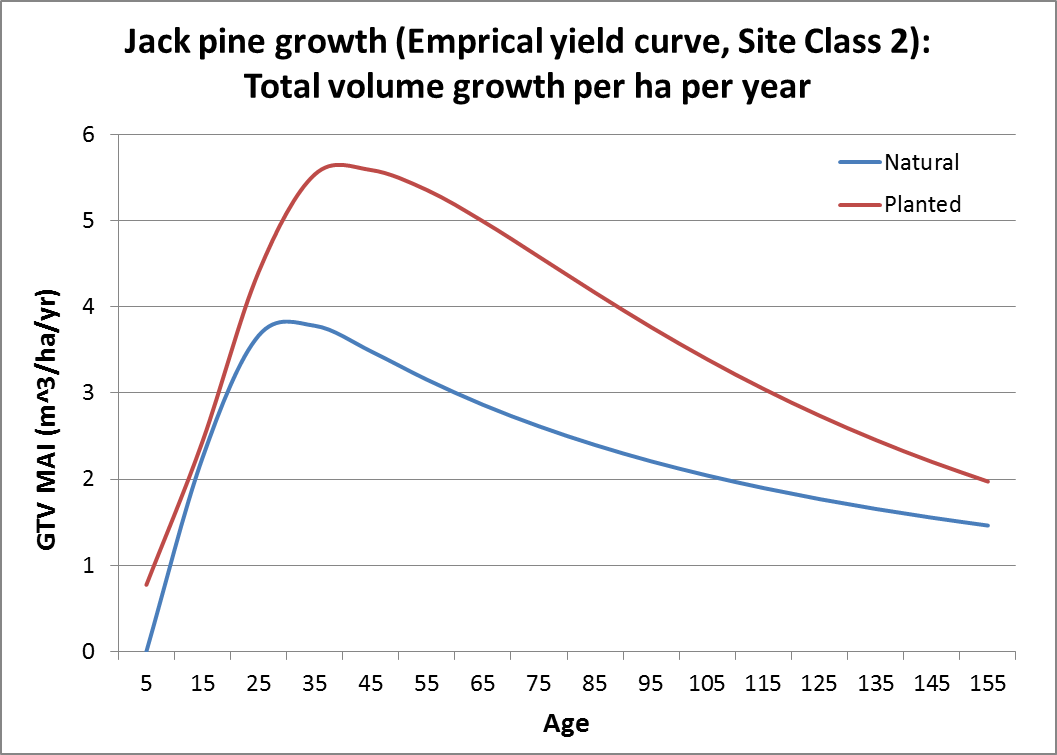 Jack pine growth (Emprical yield curve, Site Class 2):
Total volume growth per ha per year
6
5
4
3
2
1
0
GTV MAI (m^3/ha/yr)
Natural
Planted
5 15 25 35 45 55 65 75 85 95 105 115 125 135 145 155
Age